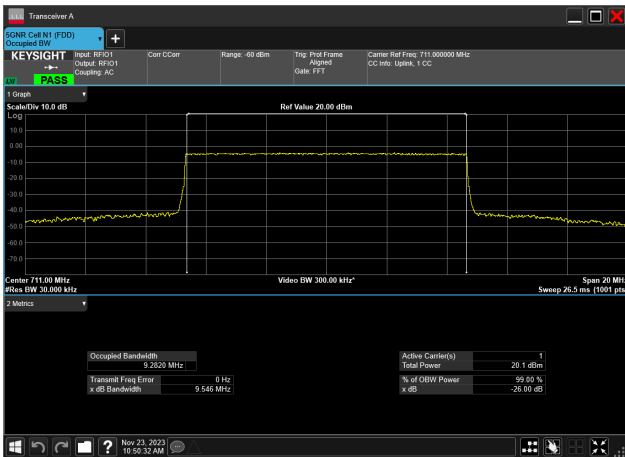 Transceiver A
5GNR Cell N1 (FDD)
Occupied BW
KEYSIGHT
PASS
Input: RFIO1
Output: RFIO1
Coupling: AC
Corr CCorr
Range: -60 dBm
Trig: Prot Frame
Aligned
Gate: FFT
Carrier Ref Freq: 711.000000 MHz
CC Info: Uplink, 1 CC
1 Graph
Scale/Div 10.0 dB
Ref Value 20.00 dBm
Log
10.0
0.00
-10.0
-20.0
-30.0
-40.0
-50.0
-60.0
-70.0
Center 711.00 MHz
Video BW 300.00 kHz*
Span 20 MHz
#Res BW 30.000 kHz
Sweep 26.5 ms (1001 pts)
2 Metrics
Occupied Bandwidth
9.2820 MHz
Transmit Freq Error 0 Hz
x dB Bandwidth 9.546 MHz
Active Carrier(s) 1
Total Power 20.1 dBm
% of OBW Power 99.00 %
x dB -26.00 dB
?
Nov 23, 2023
10:50:32 AM